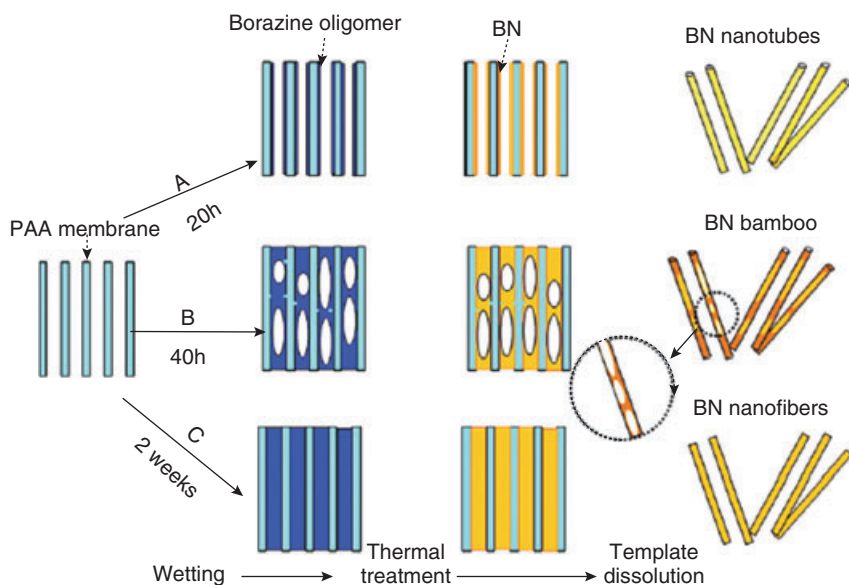 Borazine oligomer
BN
BN nanotubes
A
20h
PAA membrane
BN bamboo
B
40h
BN nanofibers
C
2 weeks
Wetting
Thermal
treatment
Template
dissolution